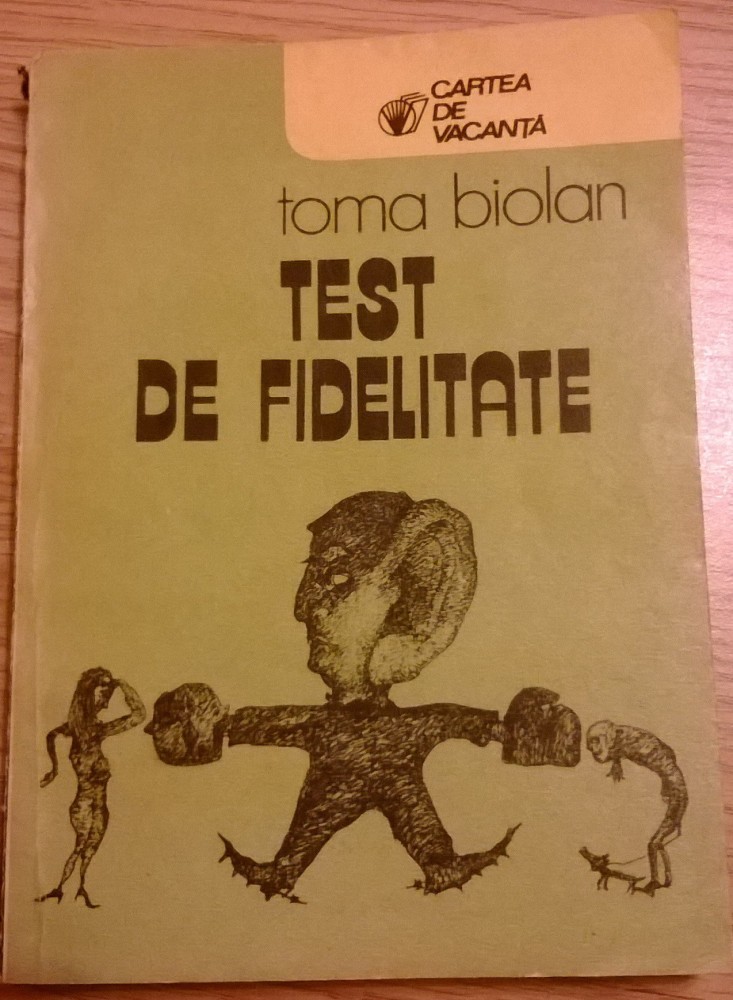 CARTEA
DE
VACANȚĂ
toma biolan
TEST
DE FIDELITATE